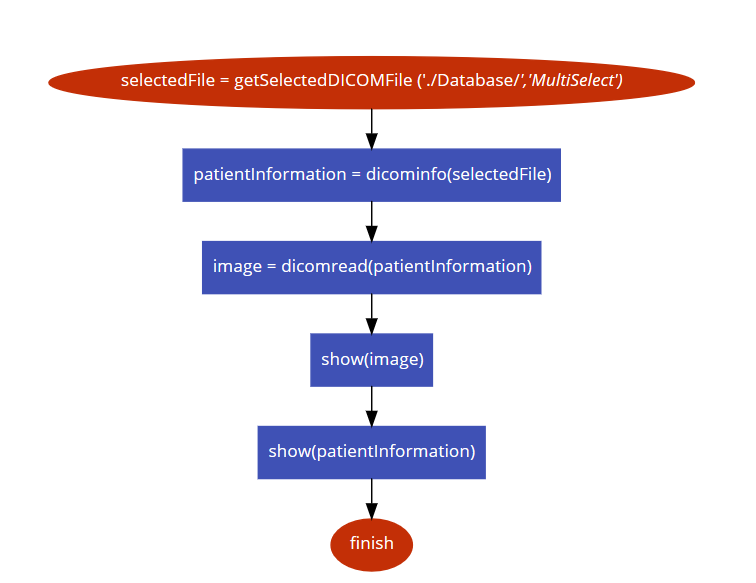 selectedFile = getSelectedDICOMFile ('./Database/','MultiSelect')
patientInformation = dicominfo(selectedFile)
image = dicomread(patientInformation)
show(image)
show(patientInformation)
finish